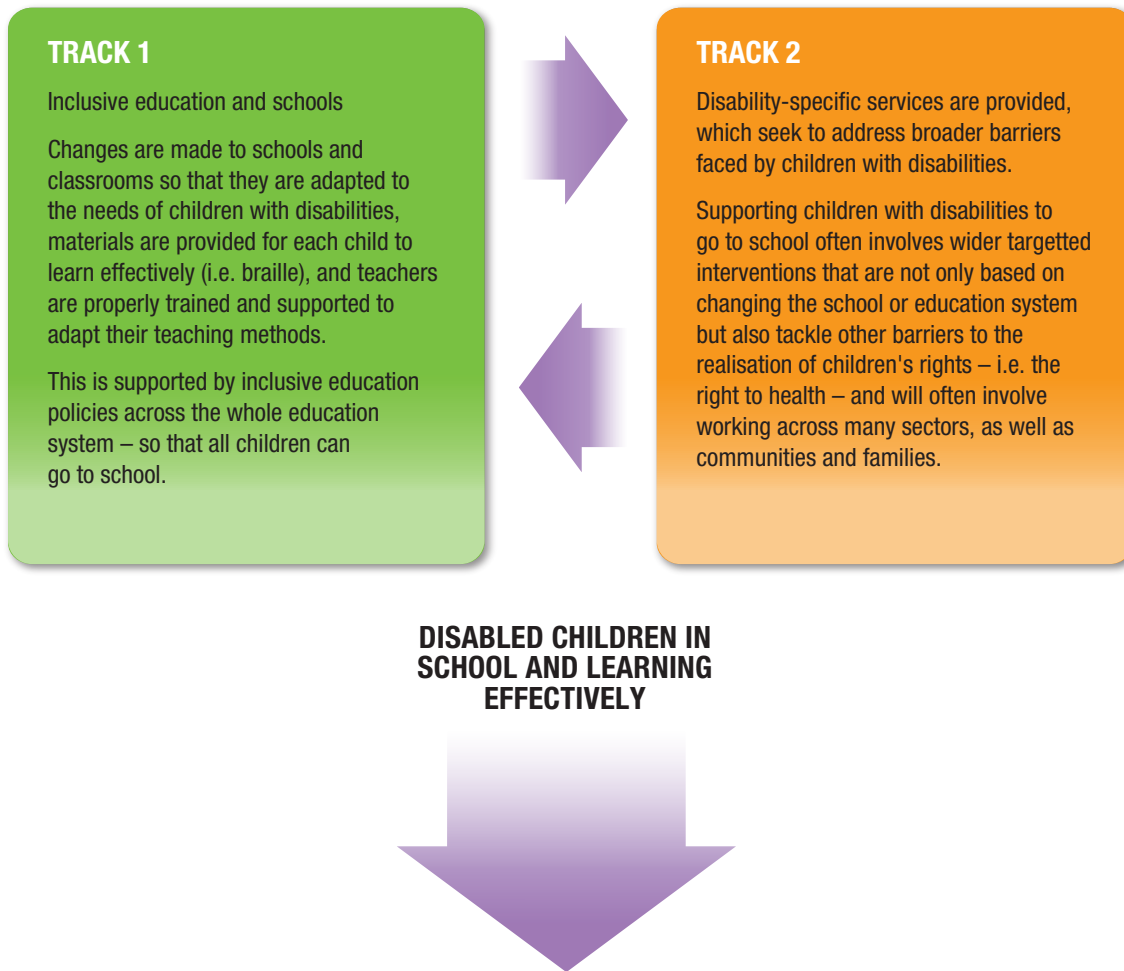 TRACK 1
Inclusive education and schools
Changes are made to schools and
classrooms so that they are adapted to
the needs of children with disabilities,
materials are provided for each child to
learn effectively (i.e. braille), and teachers
are properly trained and supported to
adapt their teaching methods.
This is supported by inclusive education
policies across the whole education
system – so that all children can
go to school.
TRACK 2
Disability-specific services are provided,
which seek to address broader barriers
faced by children with disabilities.
Supporting children with disabilities to
go to school often involves wider targetted
interventions that are not only based on
changing the school or education system
but also tackle other barriers to the
realisation of children's rights – i.e. the
right to health – and will often involve
working across many sectors, as well as
communities and families.
DISABLED CHILDREN IN
SCHOOL AND LEARNING
EFFECTIVELY